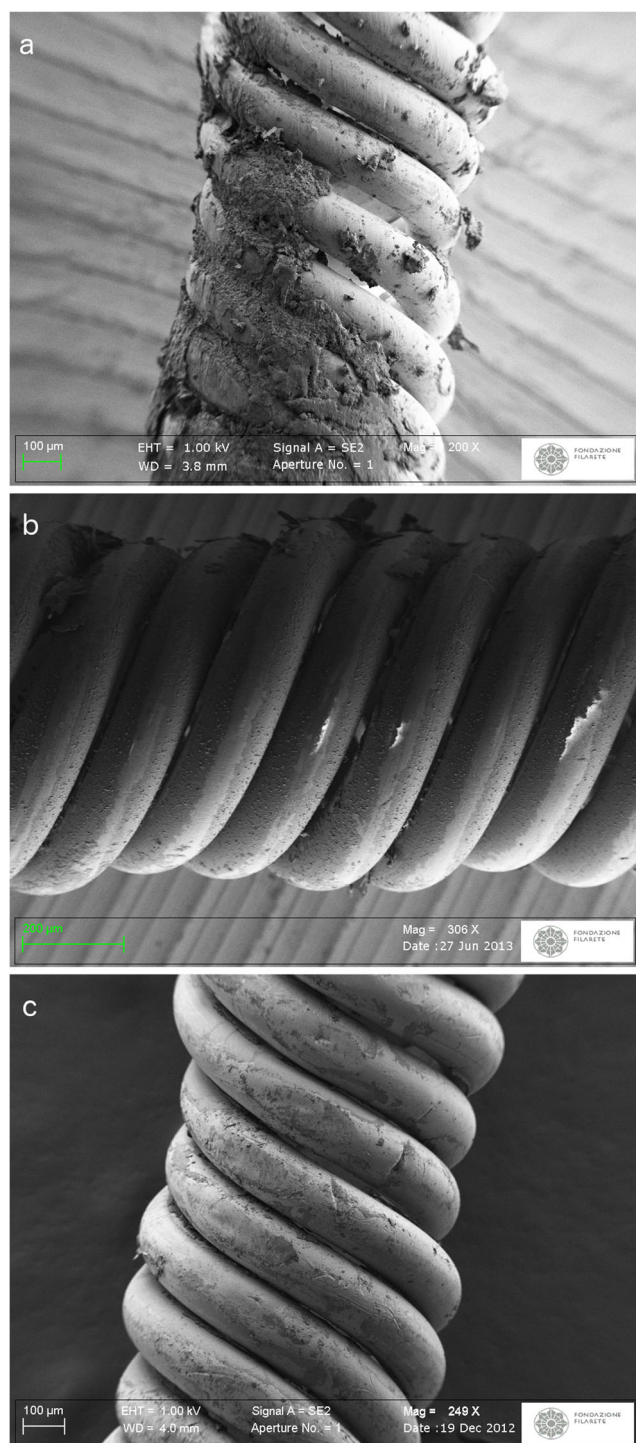 a
100 µm
EHT = 1.00 kV
Signal A = SE2
Mag = 200 X
WD = 3.8 mm
Aperture No. = 1
FONDAZIONE
FILARETE
b
200 µm
Mag = 306 X
Date :27 Jun 2013
FONDAZIONE
FILARETE
c
100 µm
EHT = 1.00 kV
Signal A = SE2
Mag = 249 X
WD = 4.0 mm
Aperture No. = 1
Date :19 Dec 2012
FONDAZIONE
FILARETE